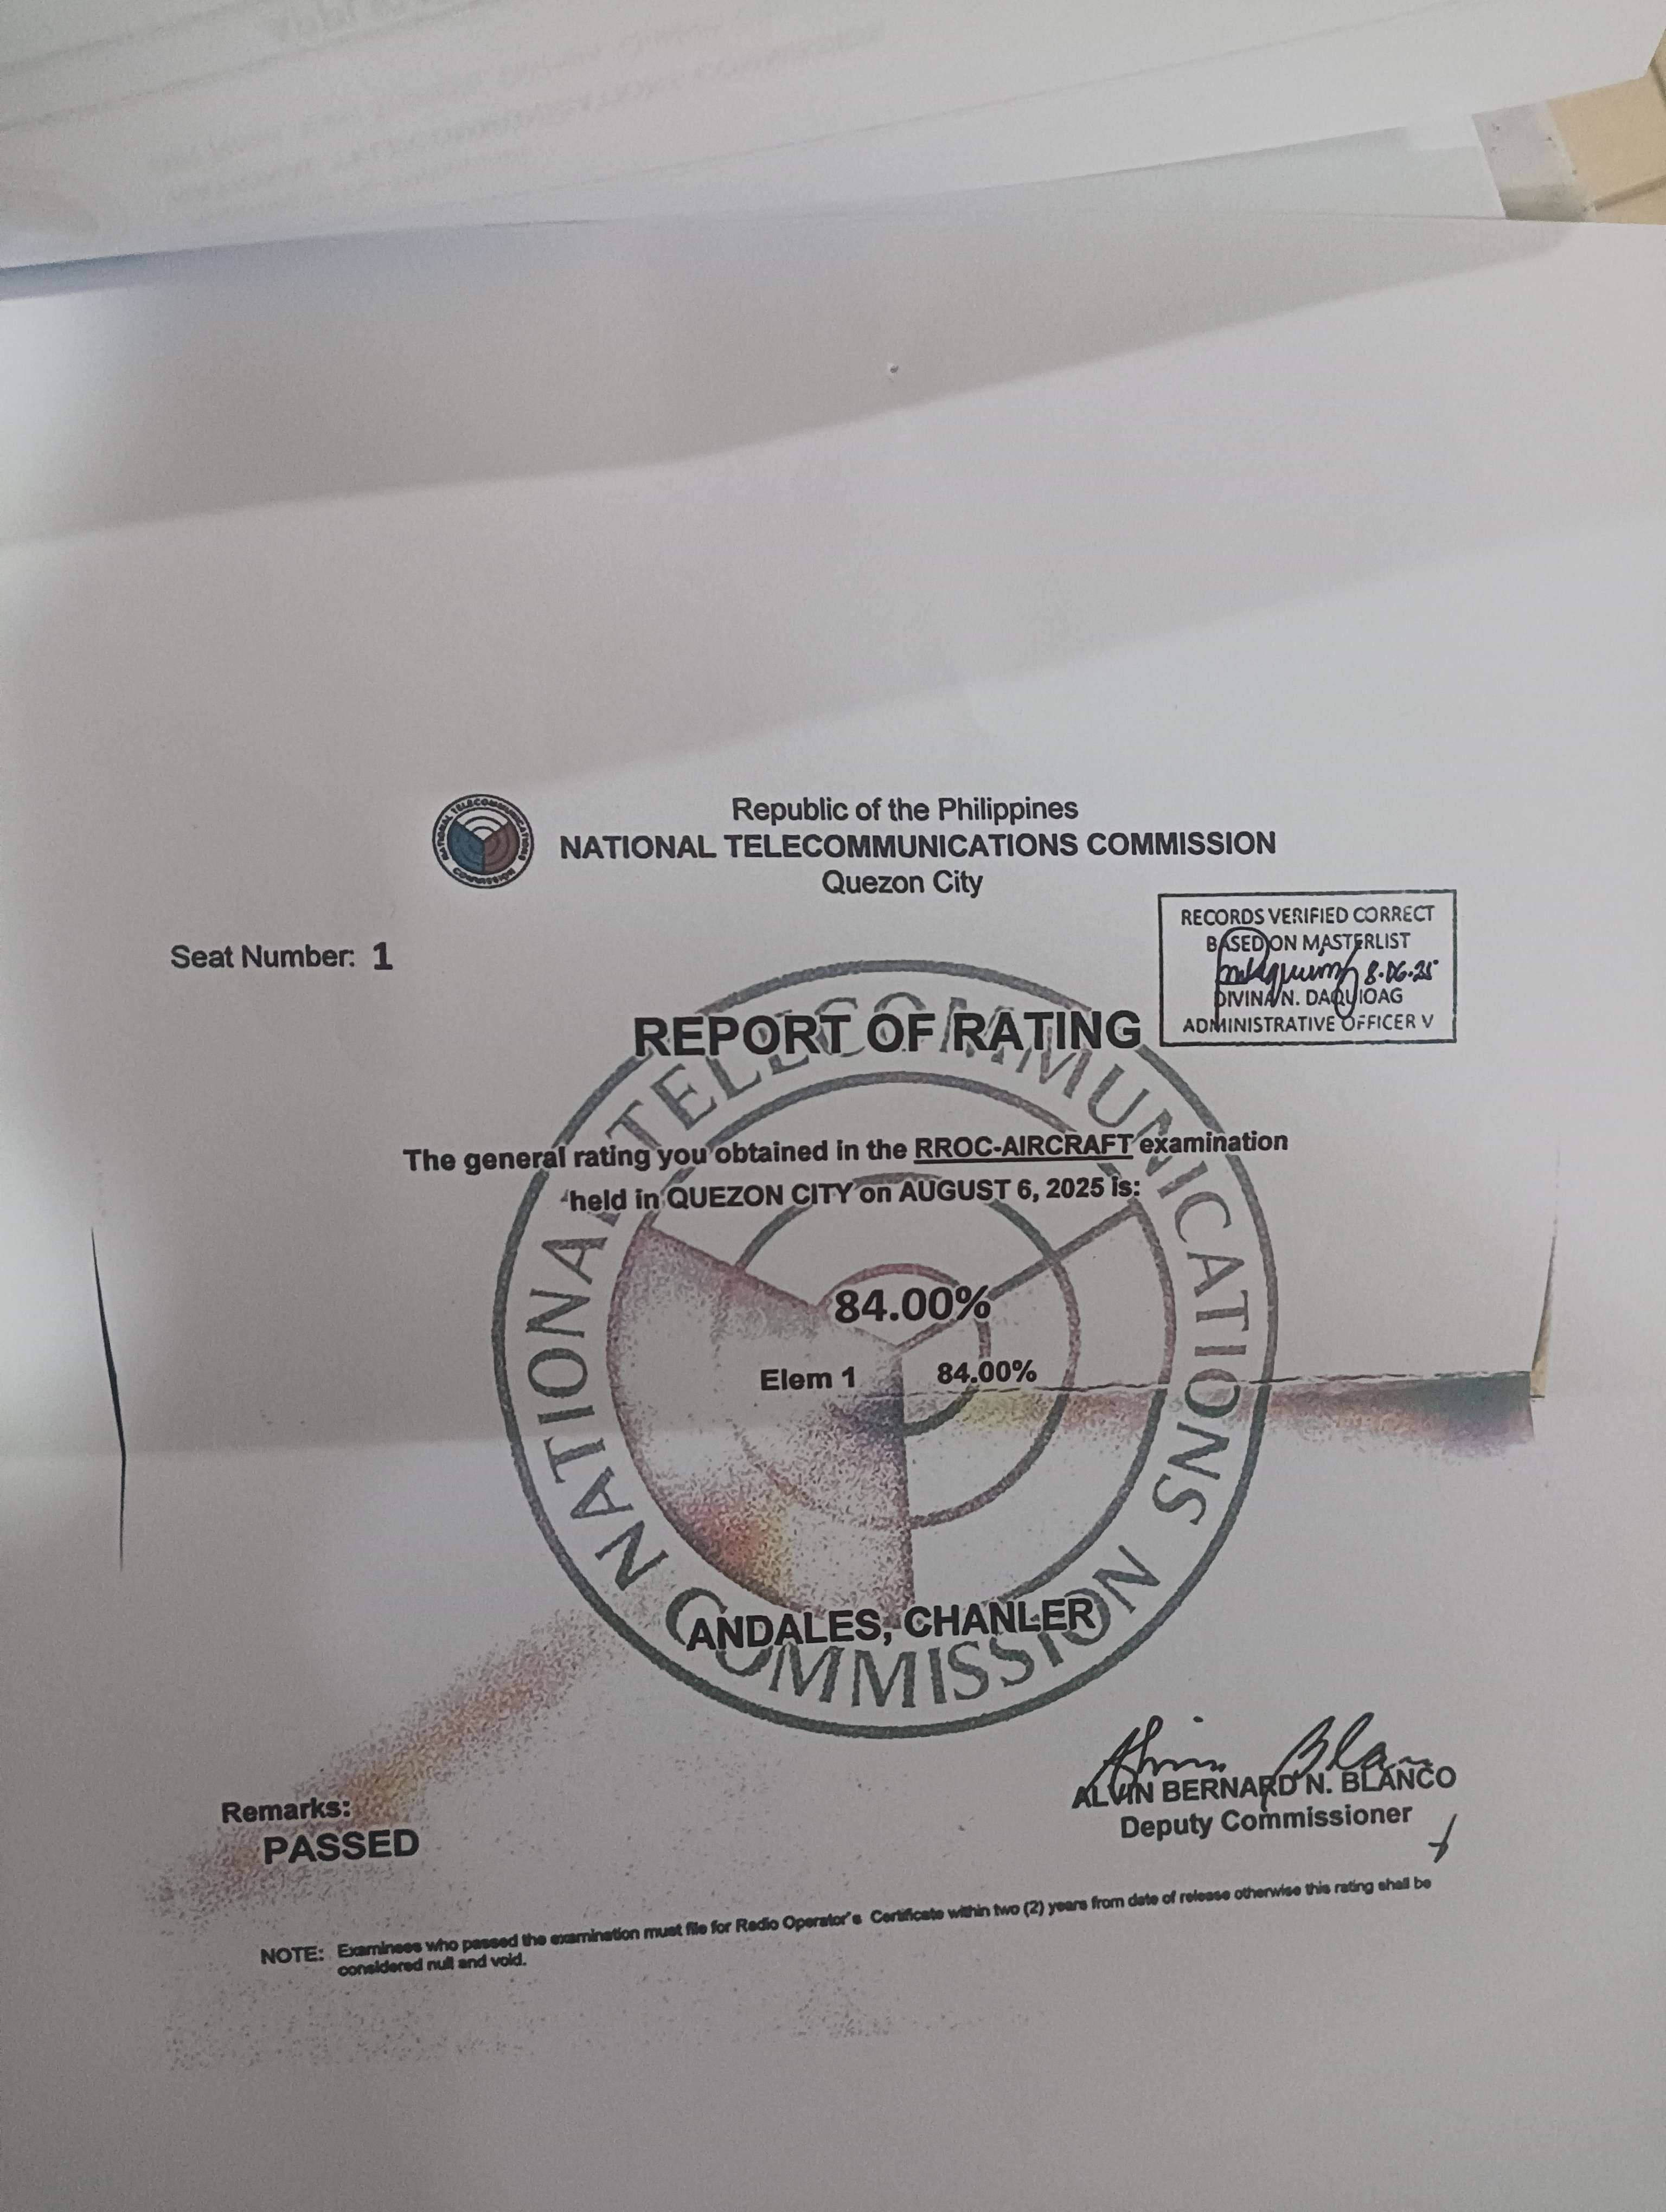 Republic of the Philippines
NATIONAL TELECOMMUNICATIONS COMMISSION
Quezon City
NATIONAL TELECOMMUNICATIONS
COMMISSION
RECORDS VERIFIED CORRECT
BASED ON MASTERLIST
8.06.25
DIVINA N. DAQUIOAG
ADMINISTRATIVE OFFICER V
Seat Number: 1
REPORT OF RATING
The general rating you obtained in the RROC-AIRCRAFT examination
held in QUEZON CITY on AUGUST 6, 2025 is:
84.00%
Elem 1 84.00%
NATIONAL TELECOMMUNICATIONS
COMMISSION
ANDALES, CHANLER
ALVIN BERNARD N. BLANCO
Deputy Commissioner
Remarks:
PASSED
NOTE: Examinees who passed the examination must file for Radio Operator's Certificate within two (2) years from date of release otherwise this rating shall be
considered null and void.